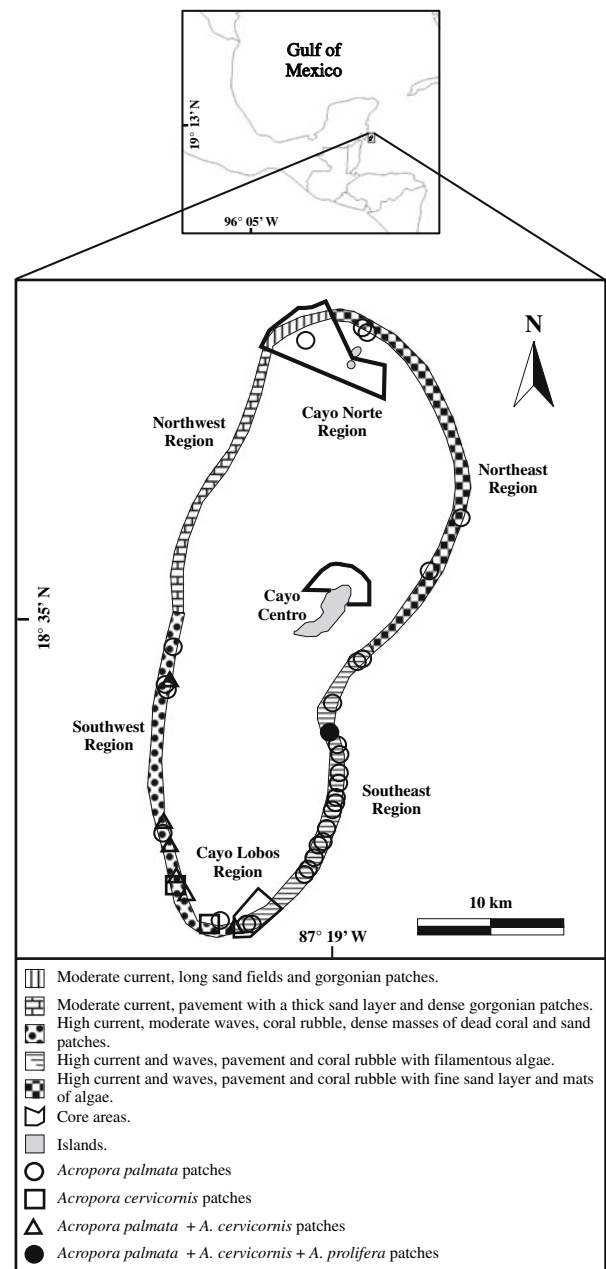 Gulf of
Mexico
19° 13' N
96° 05' W
N
Cayo Norte
Region
Northwest
Region
Northeast
Region
Cayo
Centro
18° 35' N
Southwest
Region
Southeast
Region
Cayo Lobos
Region
10 km
87° 19' W
Moderate current, long sand fields and gorgonian patches.
Moderate current, pavement with a thick sand layer and dense gorgonian patches.
High current, moderate waves, coral rubble, dense masses of dead coral and sand
patches.
High current and waves, pavement and coral rubble with filamentous algae.
High current and waves, pavement and coral rubble with fine sand layer and mats
of algae.
Core areas.
Islands.
Acropora palmata patches
Acropora cervicornis patches
Acropora palmata + A. cervicornis patches
Acropora palmata + A. cervicornis + A. prolifera patches